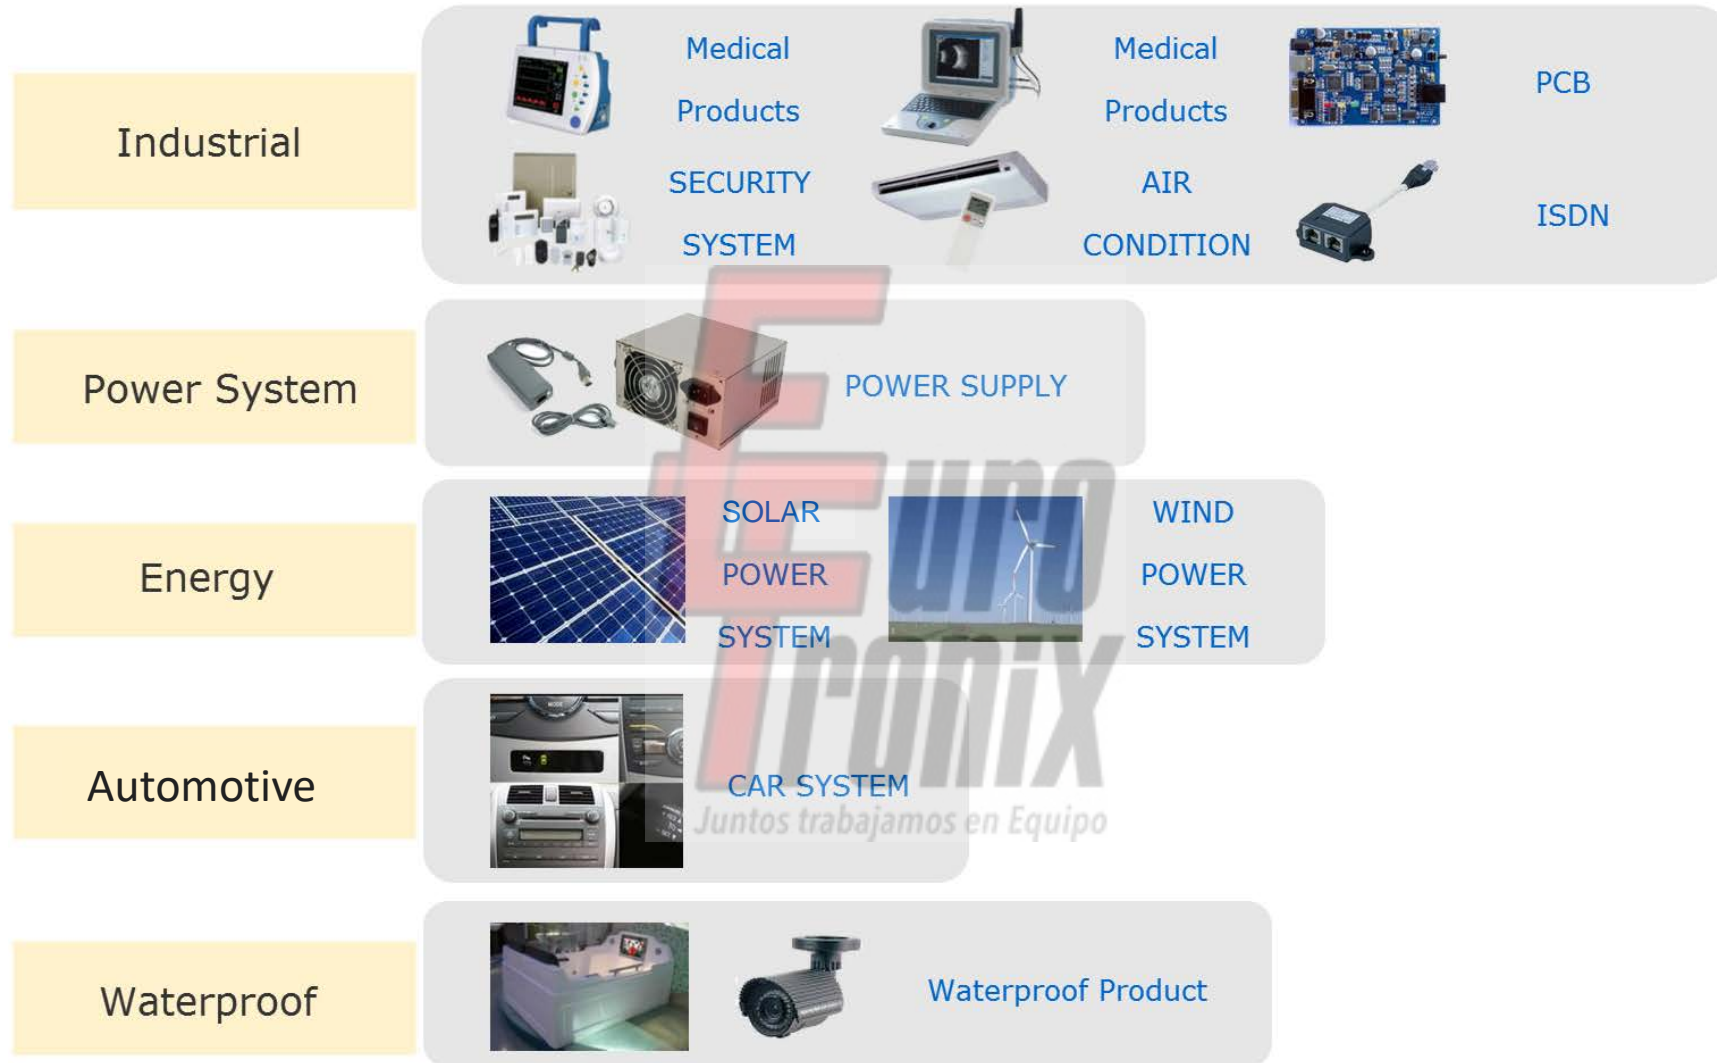 Industrial
Medical
Products
Medical
Products
PCB
SECURITY
SYSTEM
AIR
CONDITION
ISDN
Power System
POWER SUPPLY
Energy
SOLAR
POWER
SYSTEM
WIND
POWER
SYSTEM
Automotive
MODE
CAR SYSTEM
Waterproof
Waterproof Product
Euro
Tronix
Juntos trabajamos en Equipo